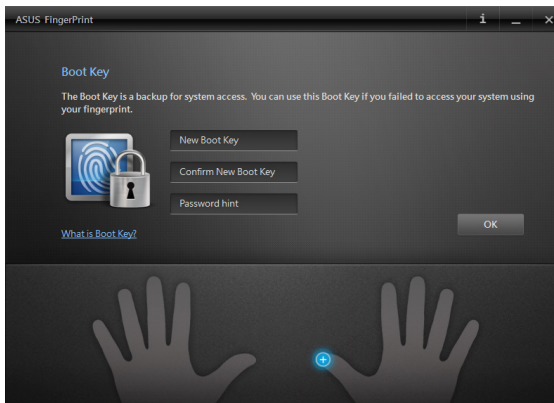 ASUS FingerPrint
Boot Key
The Boot Key is a backup for system access. You can use this Boot Key if you failed to access your system using
your fingerprint.
New Boot Key
Confirm New Boot Key
Password hint
OK
What is Boot Key?